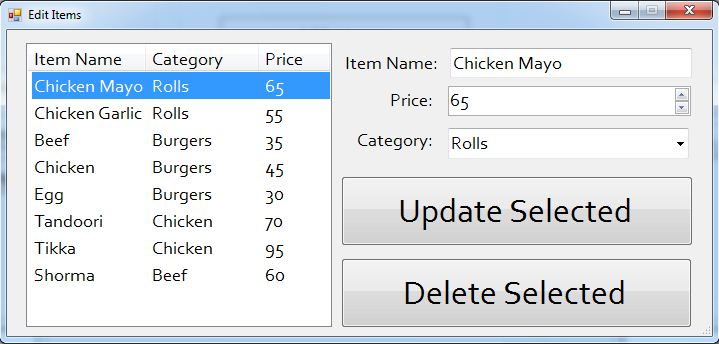 Edit Items
Item Name Category Price
Chicken Mayo Rolls 65
Chicken Garlic Rolls 55
Beef Burgers 35
Chicken Burgers 45
Egg Burgers 30
Tandoori Chicken 70
Tikka Chicken 95
Shorma Beef 60
Item Name: Chicken Mayo
Price: 65
Category: Rolls
Update Selected
Delete Selected